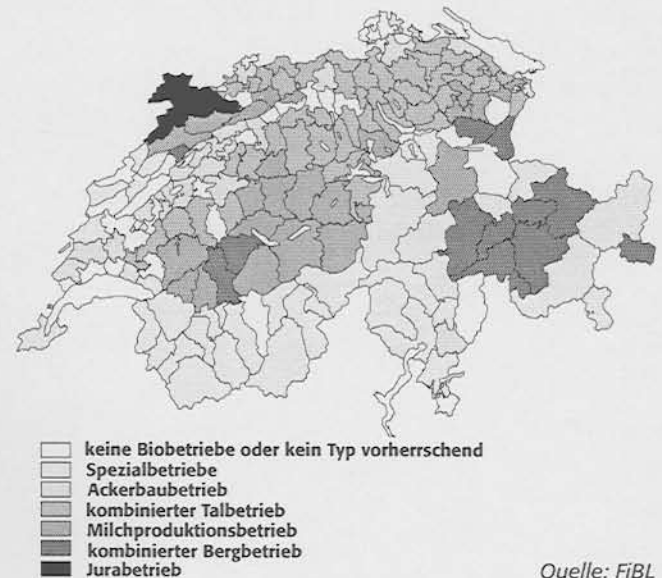 keine Biobetriebe oder kein Typ vorherrschend
Spezialbetriebe
Ackerbaubetrieb
kombinierter Talbetrieb
Milchproduktionsbetrieb
kombinierter Bergbetrieb
Jurabetrieb
Quelle: FiBL